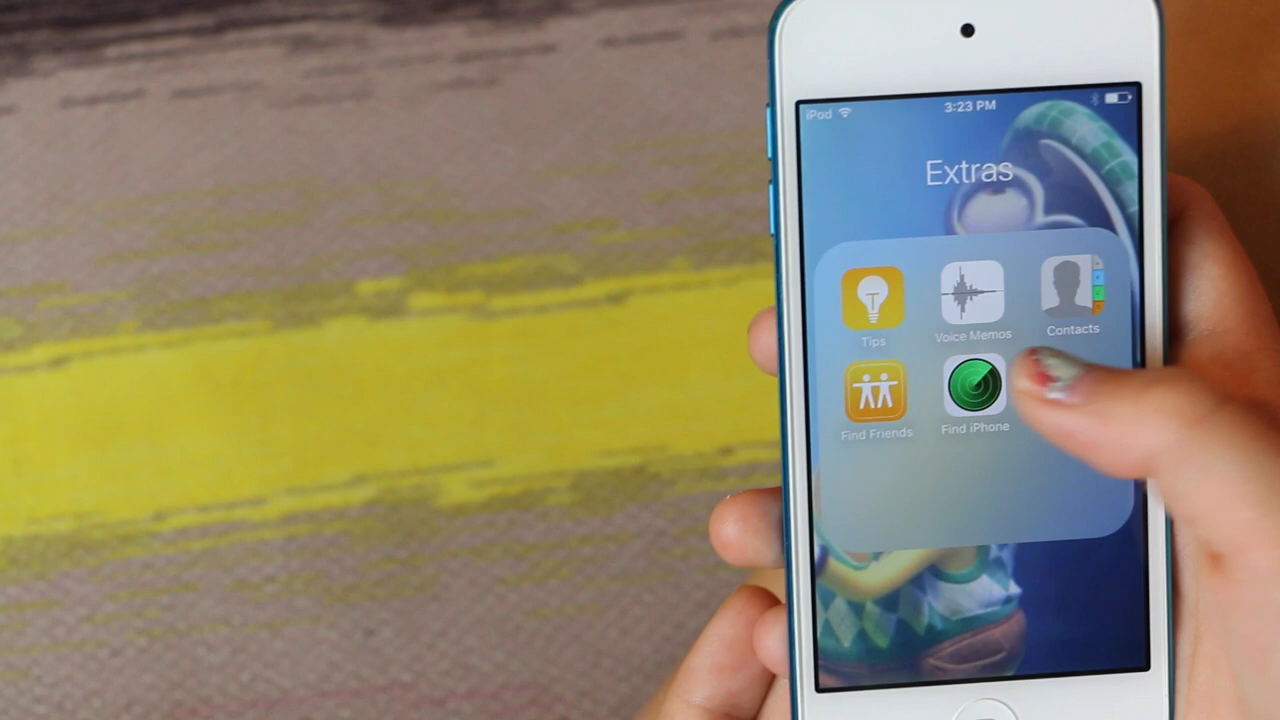 iPod 3:23 PM
Extras
Tips Voice Memos Contacts
Find Friends Find iPhone